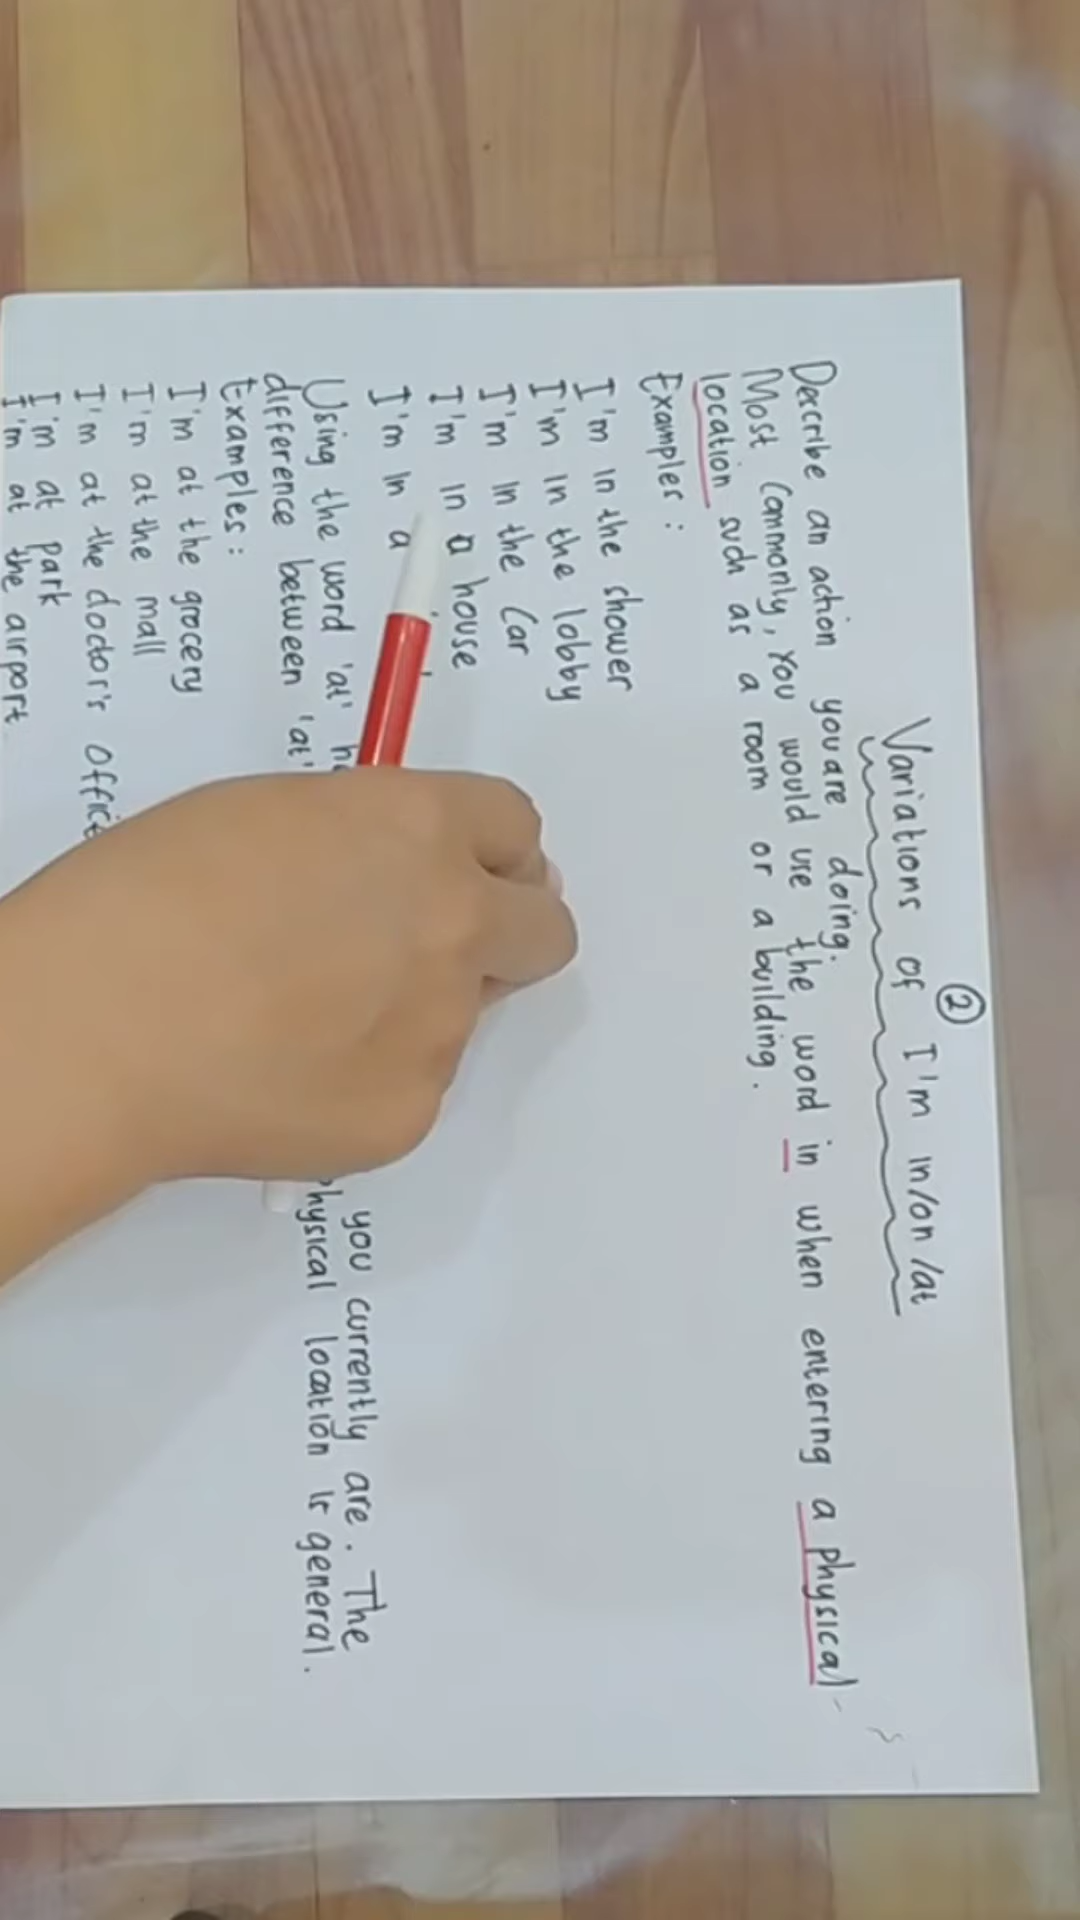 ②
Variations of I'm in/on/at
Describe an action you are doing.
Most commonly, you would use the word in when entering a physical
location such as a room or a building.
Examples:
I'm in the shower
I'm in the lobby
I'm in the car
I'm in a house
I'm in a
Using the word 'at' you currently are. The
difference between 'at' physical location is general.
Examples:
I'm at the grocery
I'm at the mall
I'm at the doctor's
I'm at park
I'm at the airport